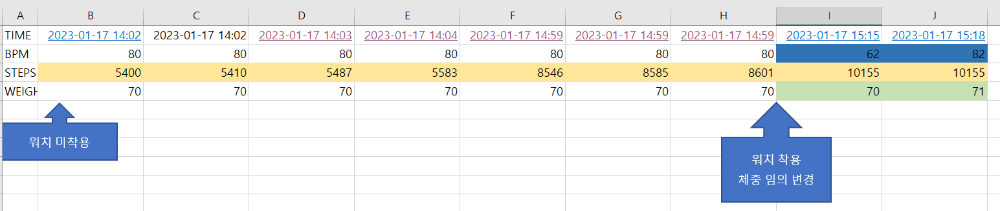 A B C D E F G H I J
TIME 2023-01-17 14:02 2023-01-17 14:02 2023-01-17 14:03 2023-01-17 14:04 2023-01-17 14:59 2023-01-17 14:59 2023-01-17 14:59 2023-01-17 15:15 2023-01-17 15:18
BPM 80 80 80 80 80 80 80 62 82
STEPS 5400 5410 5487 5583 8546 8585 8601 10155 10155
WEIGH 70 70 70 70 70 70 70 70 71
워치 미착용
워치 착용
체중 임의 변경